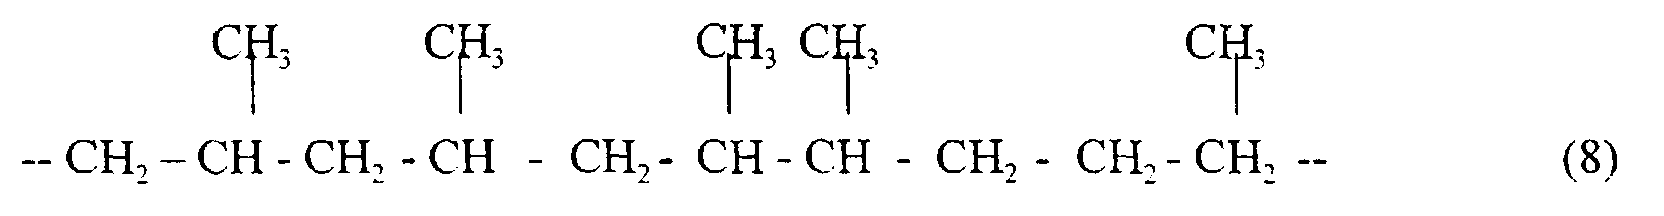 CH₃ CH₃ CH₃ CH₃ CH₃
-- CH₂ – CH - CH₂ - CH - CH₂ - CH - CH - CH₂ - CH₂ - CH₂ -- (8)